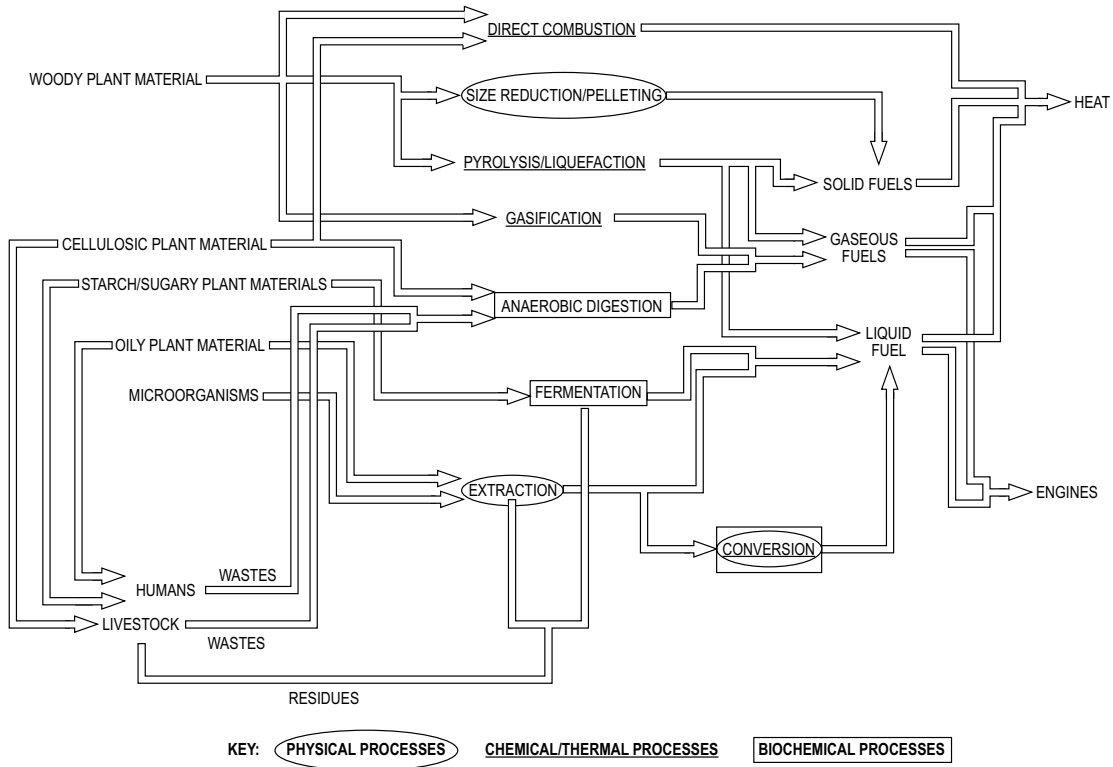 DIRECT COMBUSTION
WOODY PLANT MATERIAL
SIZE REDUCTION/PELLETING
HEAT
PYROLYSIS/LIQUEFACTION
SOLID FUELS
GASIFICATION
CELLULOSIC PLANT MATERIAL
GASEOUS
FUELS
STARCH/SUGARY PLANT MATERIALS
ANAEROBIC DIGESTION
OILY PLANT MATERIAL
LIQUID
FUEL
MICROORGANISMS
FERMENTATION
EXTRACTION
ENGINES
CONVERSION
WASTES
HUMANS
LIVESTOCK
WASTES
RESIDUES
KEY: PHYSICAL PROCESSES CHEMICAL/THERMAL PROCESSES BIOCHEMICAL PROCESSES